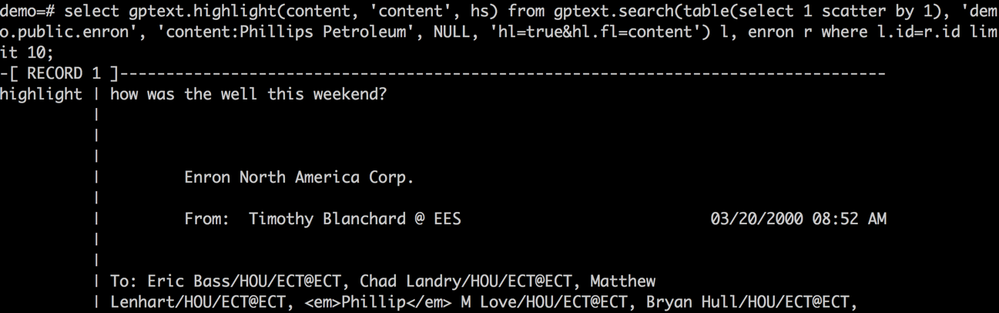 demo=# select gptext.highlight(content, 'content', hs) from gptext.search(table(select 1 scatter by 1), 'dem
o.public.enron', 'content:Phillips Petroleum', NULL, 'hl=true&hl.fl=content') l, enron r where l.id=r.id lim
it 10;
-[ RECORD 1 ]-----------------------------------------------------------------------------------
highlight | how was the well this weekend?
          |
          |
          |
          |         Enron North America Corp.
          |
          |         From:  Timothy Blanchard @ EES                           03/20/2000 08:52 AM
          |
          |
          | To: Eric Bass/HOU/ECT@ECT, Chad Landry/HOU/ECT@ECT, Matthew
          | Lenhart/HOU/ECT@ECT, <em>Phillip</em> M Love/HOU/ECT@ECT, Bryan Hull/HOU/ECT@ECT,